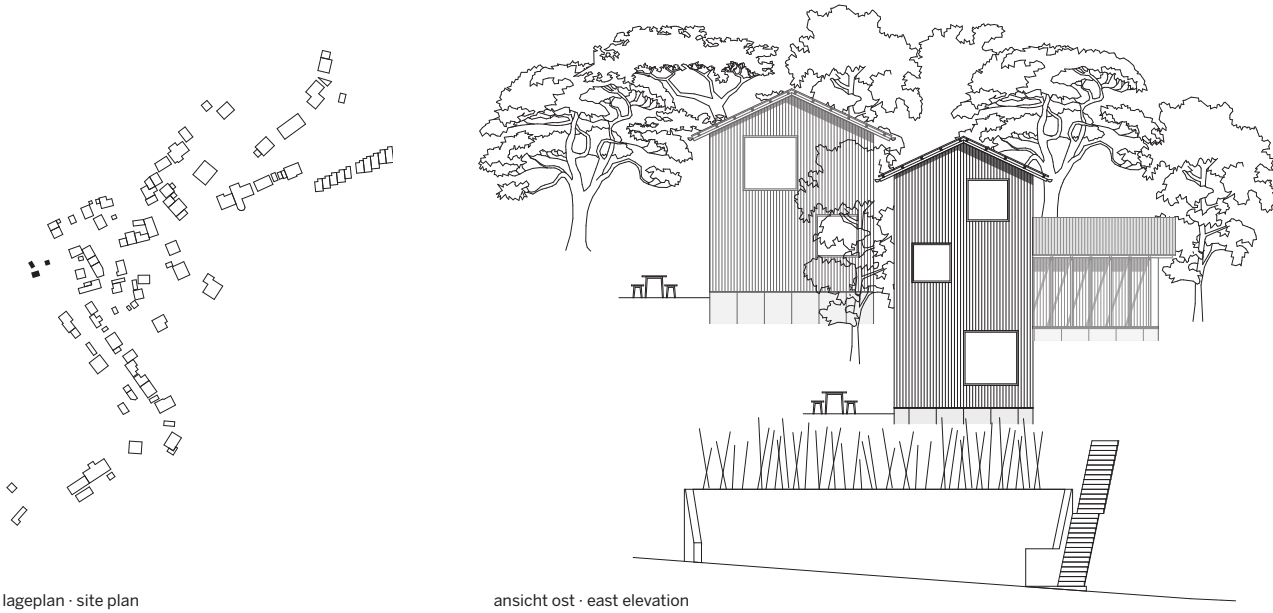 lageplan · site plan
ansicht ost · east elevation